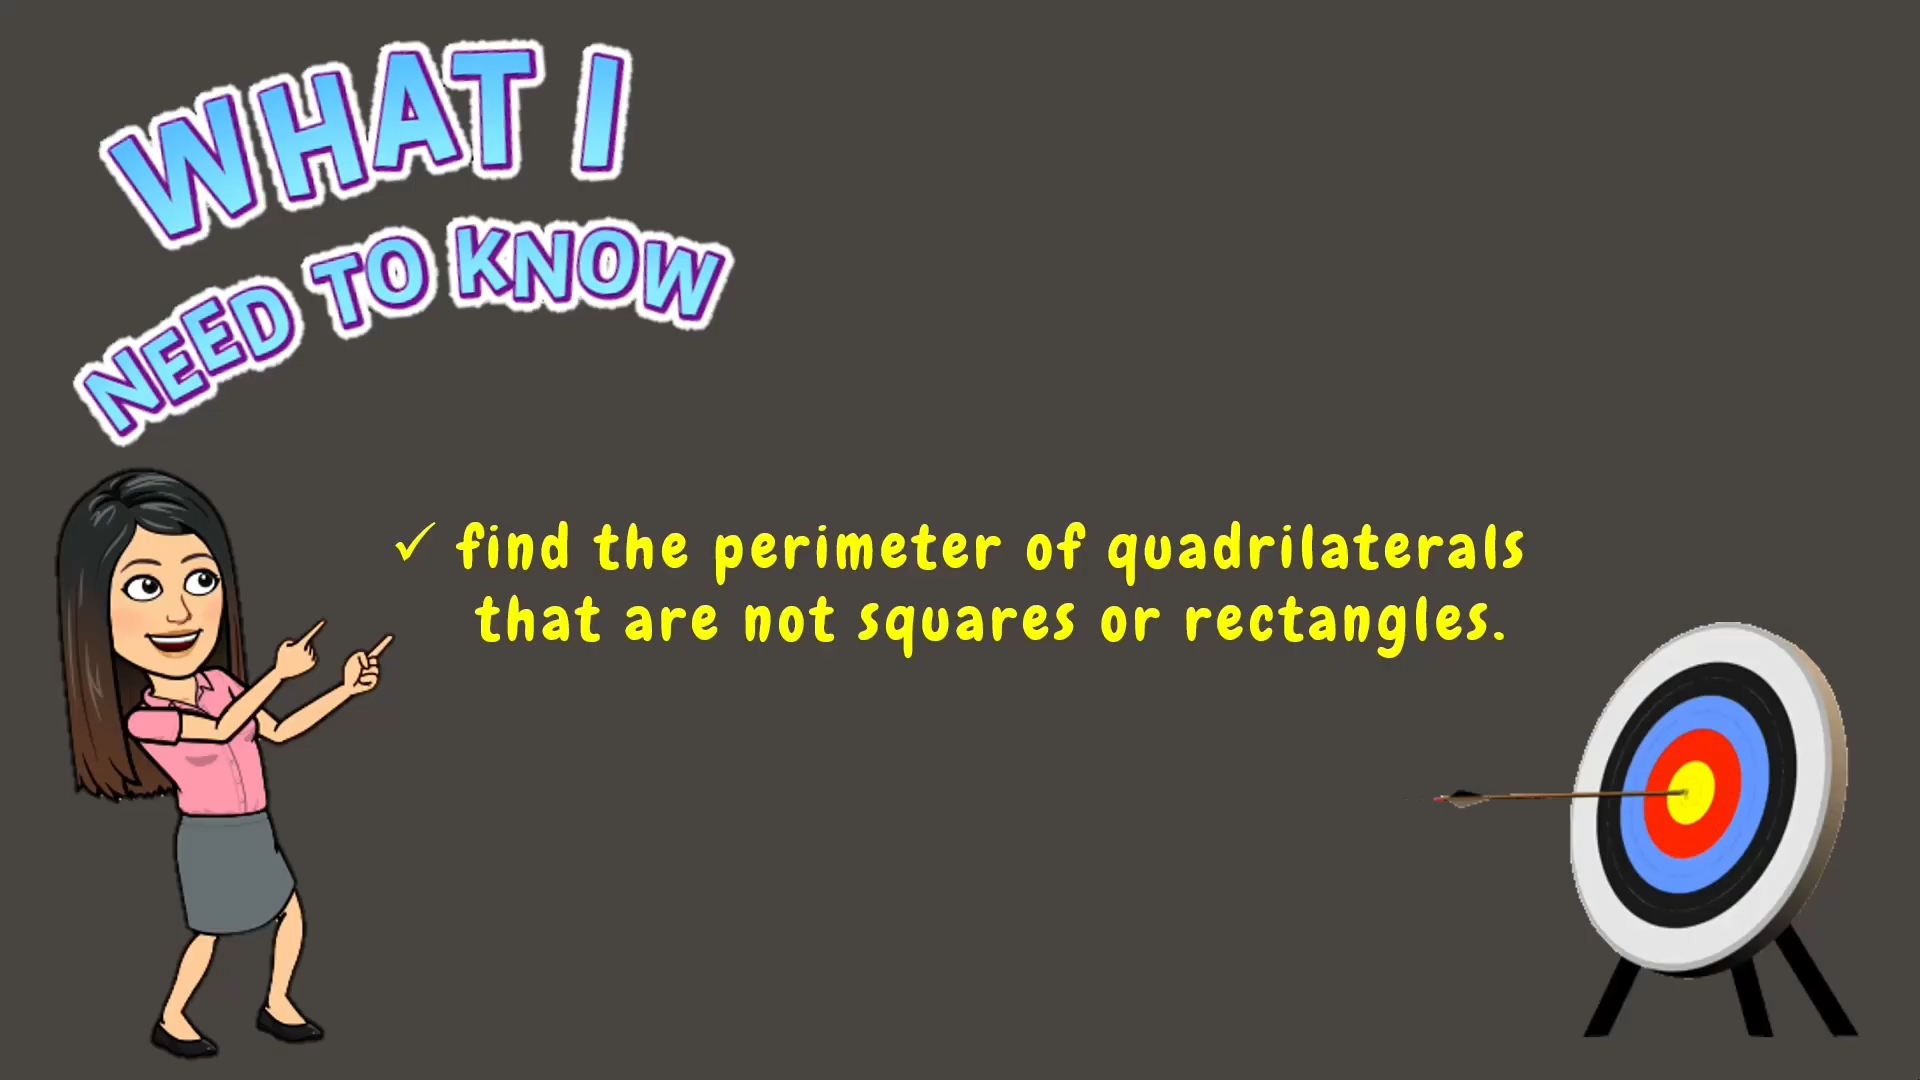 WHAT I
NEED TO KNOW
✓ find the perimeter of quadrilaterals
that are not squares or rectangles.